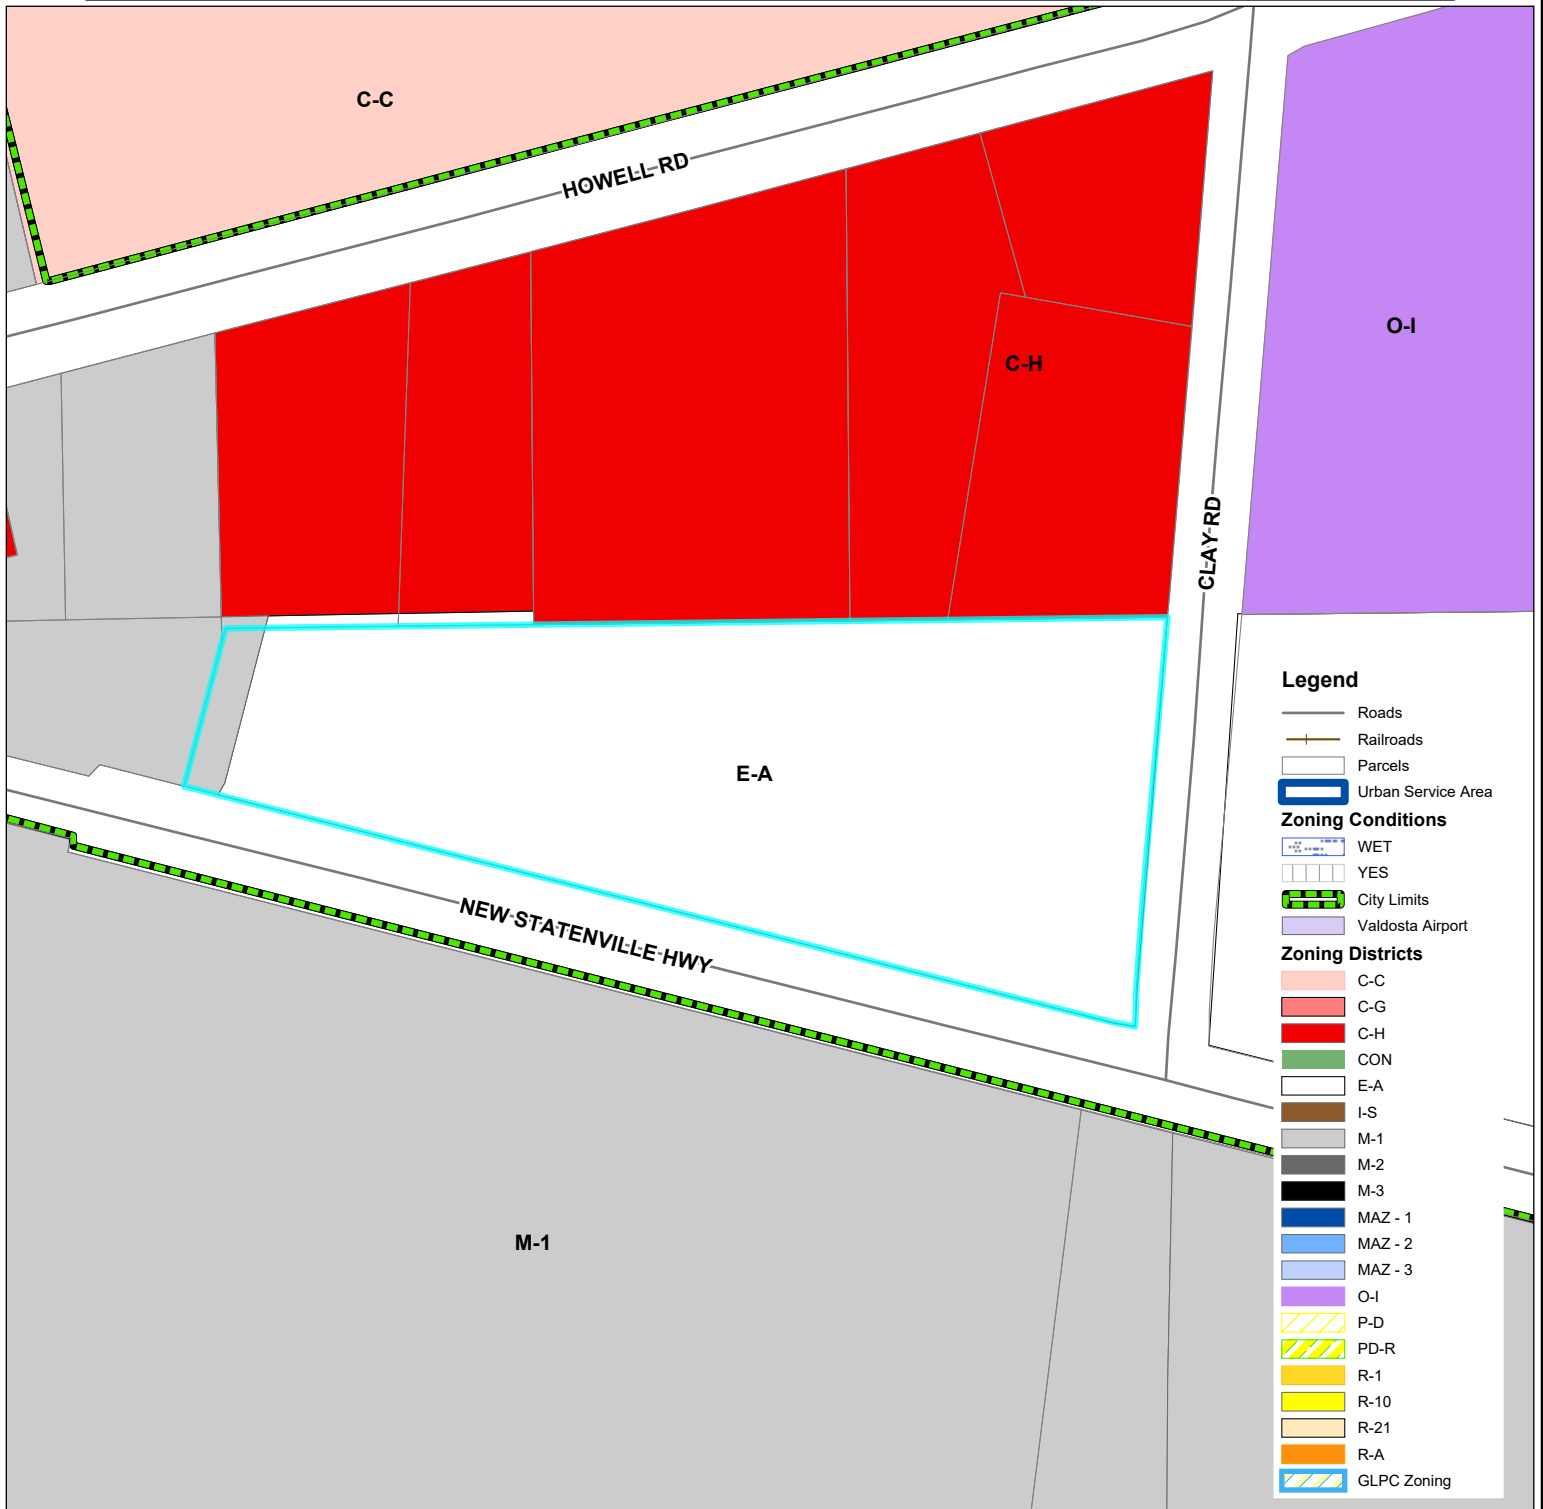 C-C
HOWELL RD
O-I
C-H
CLAY RD
E-A
NEW STATENVILLE HWY
M-1
Legend
Roads
Railroads
Parcels
Urban Service Area
Zoning Conditions
WET
YES
City Limits
Valdosta Airport
Zoning Districts
C-C
C-G
C-H
CON
E-A
I-S
M-1
M-2
M-3
MAZ - 1
MAZ - 2
MAZ - 3
O-I
P-D
PD-R
R-1
R-10
R-21
R-A
GLPC Zoning